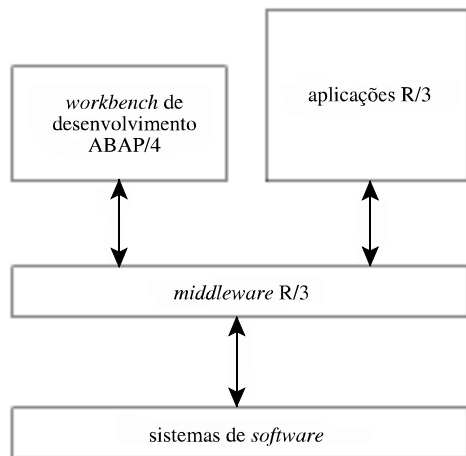 workbench de
desenvolvimento
ABAP/4
aplicações R/3
middleware R/3
sistemas de software